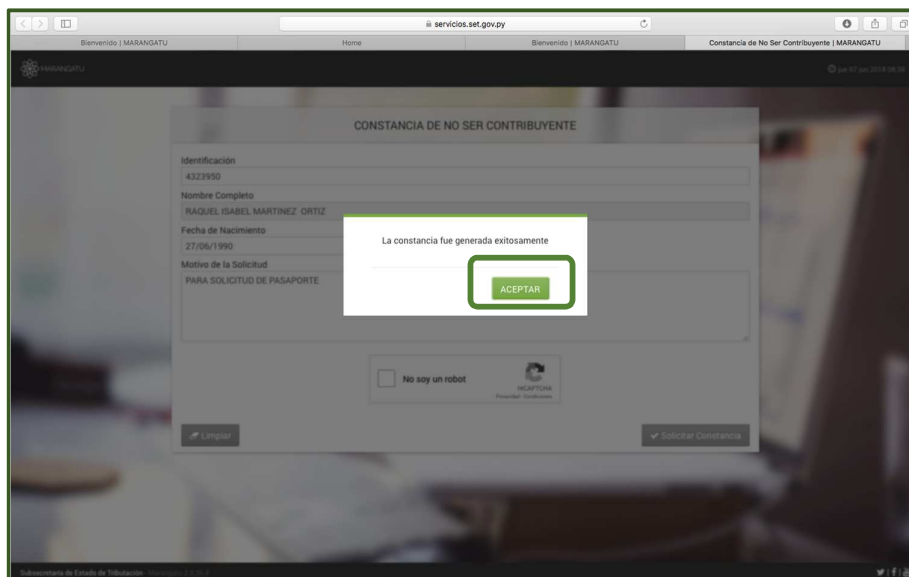 servicios.set.gov.py
Bienvenido | MARANGATU
Home
Bienvenido | MARANGATU
Constancia de No Ser Contribuyente | MARANGATU
MARANGATU
CONSTANCIA DE NO SER CONTRIBUYENTE
Identificación
4323950
Nombre Completo
RAQUEL ISABEL MARTINEZ ORTIZ
Fecha de Nacimiento
27/06/1990
Motivo de la Solicitud
PARA SOLICITUD DE PASAPORTE
La constancia fue generada exitosamente
ACEPTAR
No soy un robot
reCAPTCHA
Privacidad - Condiciones
Limpiar
Solicitar Constancia
Subsecretaría de Estado de Tributación